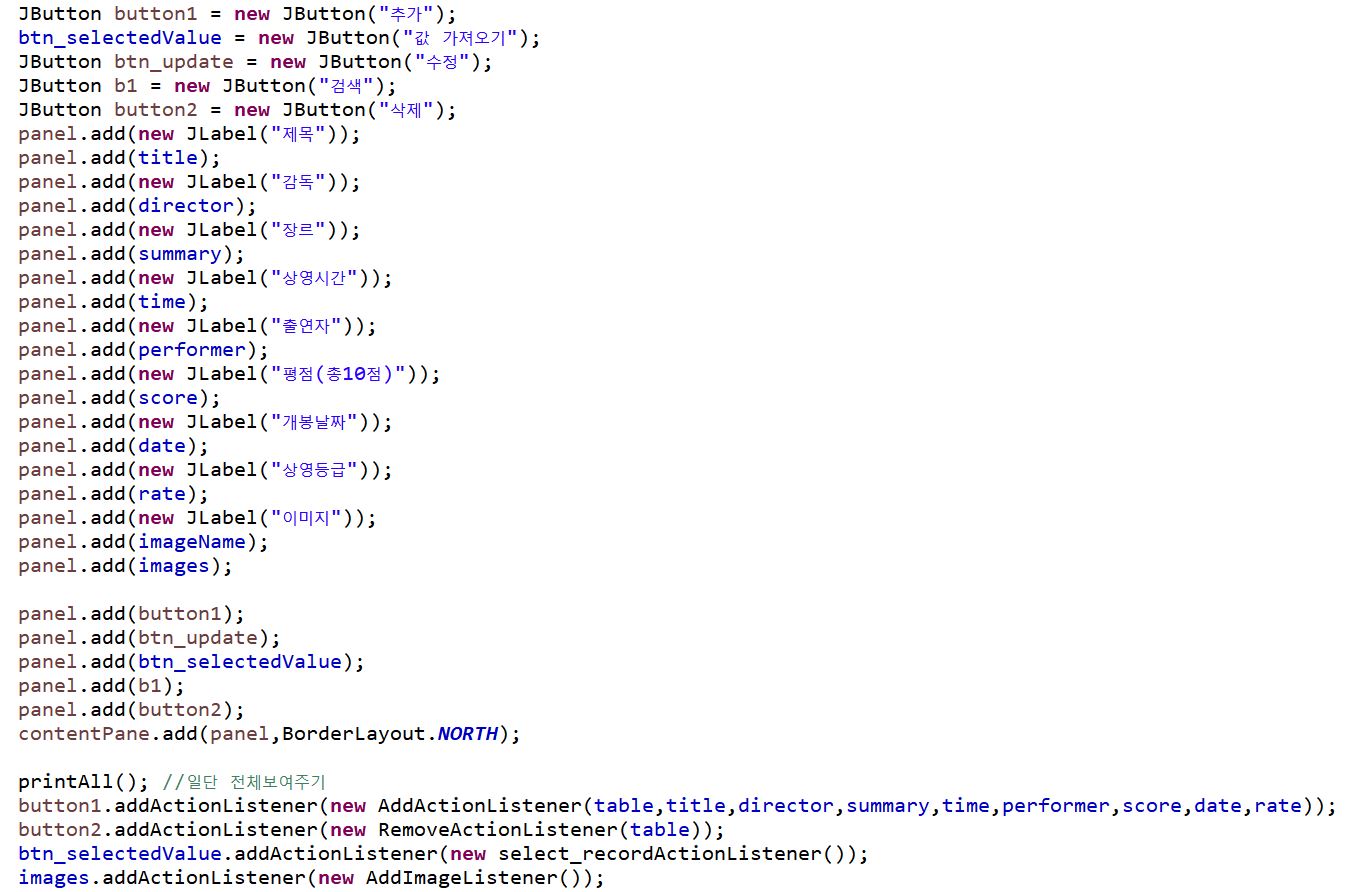 JButton button1 = new JButton("추가");
btn_selectedValue = new JButton("값 가져오기");
JButton btn_update = new JButton("수정");
JButton b1 = new JButton("검색");
JButton button2 = new JButton("삭제");
panel.add(new JLabel("제목"));
panel.add(title);
panel.add(new JLabel("감독"));
panel.add(director);
panel.add(new JLabel("장르"));
panel.add(summary);
panel.add(new JLabel("상영시간"));
panel.add(time);
panel.add(new JLabel("출연자"));
panel.add(performer);
panel.add(new JLabel("평점(총10점)"));
panel.add(score);
panel.add(new JLabel("개봉날짜"));
panel.add(date);
panel.add(new JLabel("상영등급"));
panel.add(rate);
panel.add(new JLabel("이미지"));
panel.add(imageName);
panel.add(images);

panel.add(button1);
panel.add(btn_update);
panel.add(btn_selectedValue);
panel.add(b1);
panel.add(button2);
contentPane.add(panel,BorderLayout.NORTH);

printAll(); //일단 전체보여주기
button1.addActionListener(new AddActionListener(table,title,director,summary,time,performer,score,date,rate));
button2.addActionListener(new RemoveActionListener(table));
btn_selectedValue.addActionListener(new select_recordActionListener());
images.addActionListener(new AddImageListener());